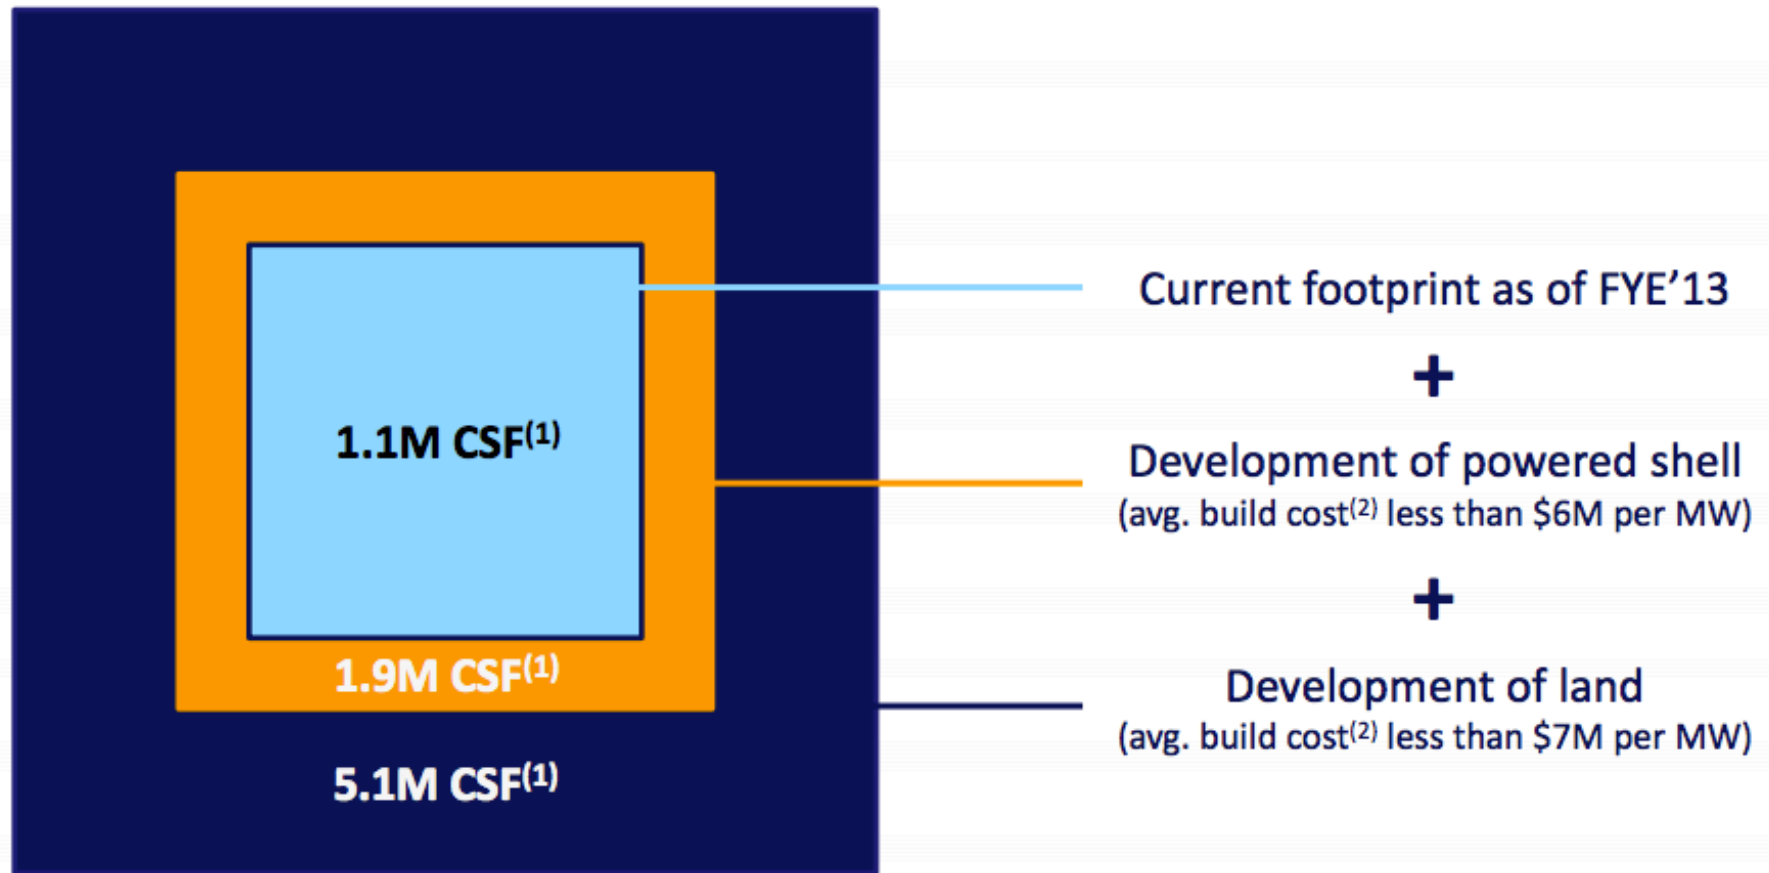 1.1M CSF(1)
1.9M CSF(1)
5.1M CSF(1)
Current footprint as of FYE’13
+
Development of powered shell
(avg. build cost(2) less than $6M per MW)
+
Development of land
(avg. build cost(2) less than $7M per MW)